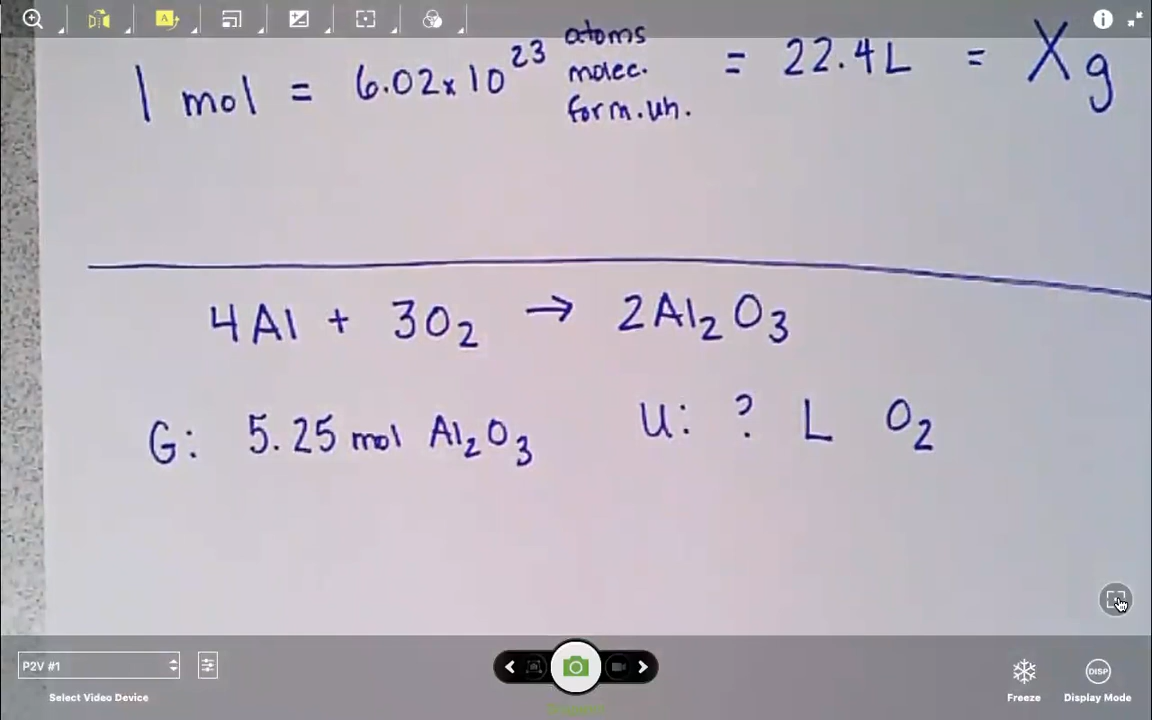 atoms
1 mol = 6.02x10^23 molec. = 22.4L = Xg
form.un.
4Al + 3O₂ → 2Al₂O₃
G: 5.25 mol Al₂O₃ U: ? L O₂
P2V #1
Select Video Device
Freeze
DISP
Display Mode